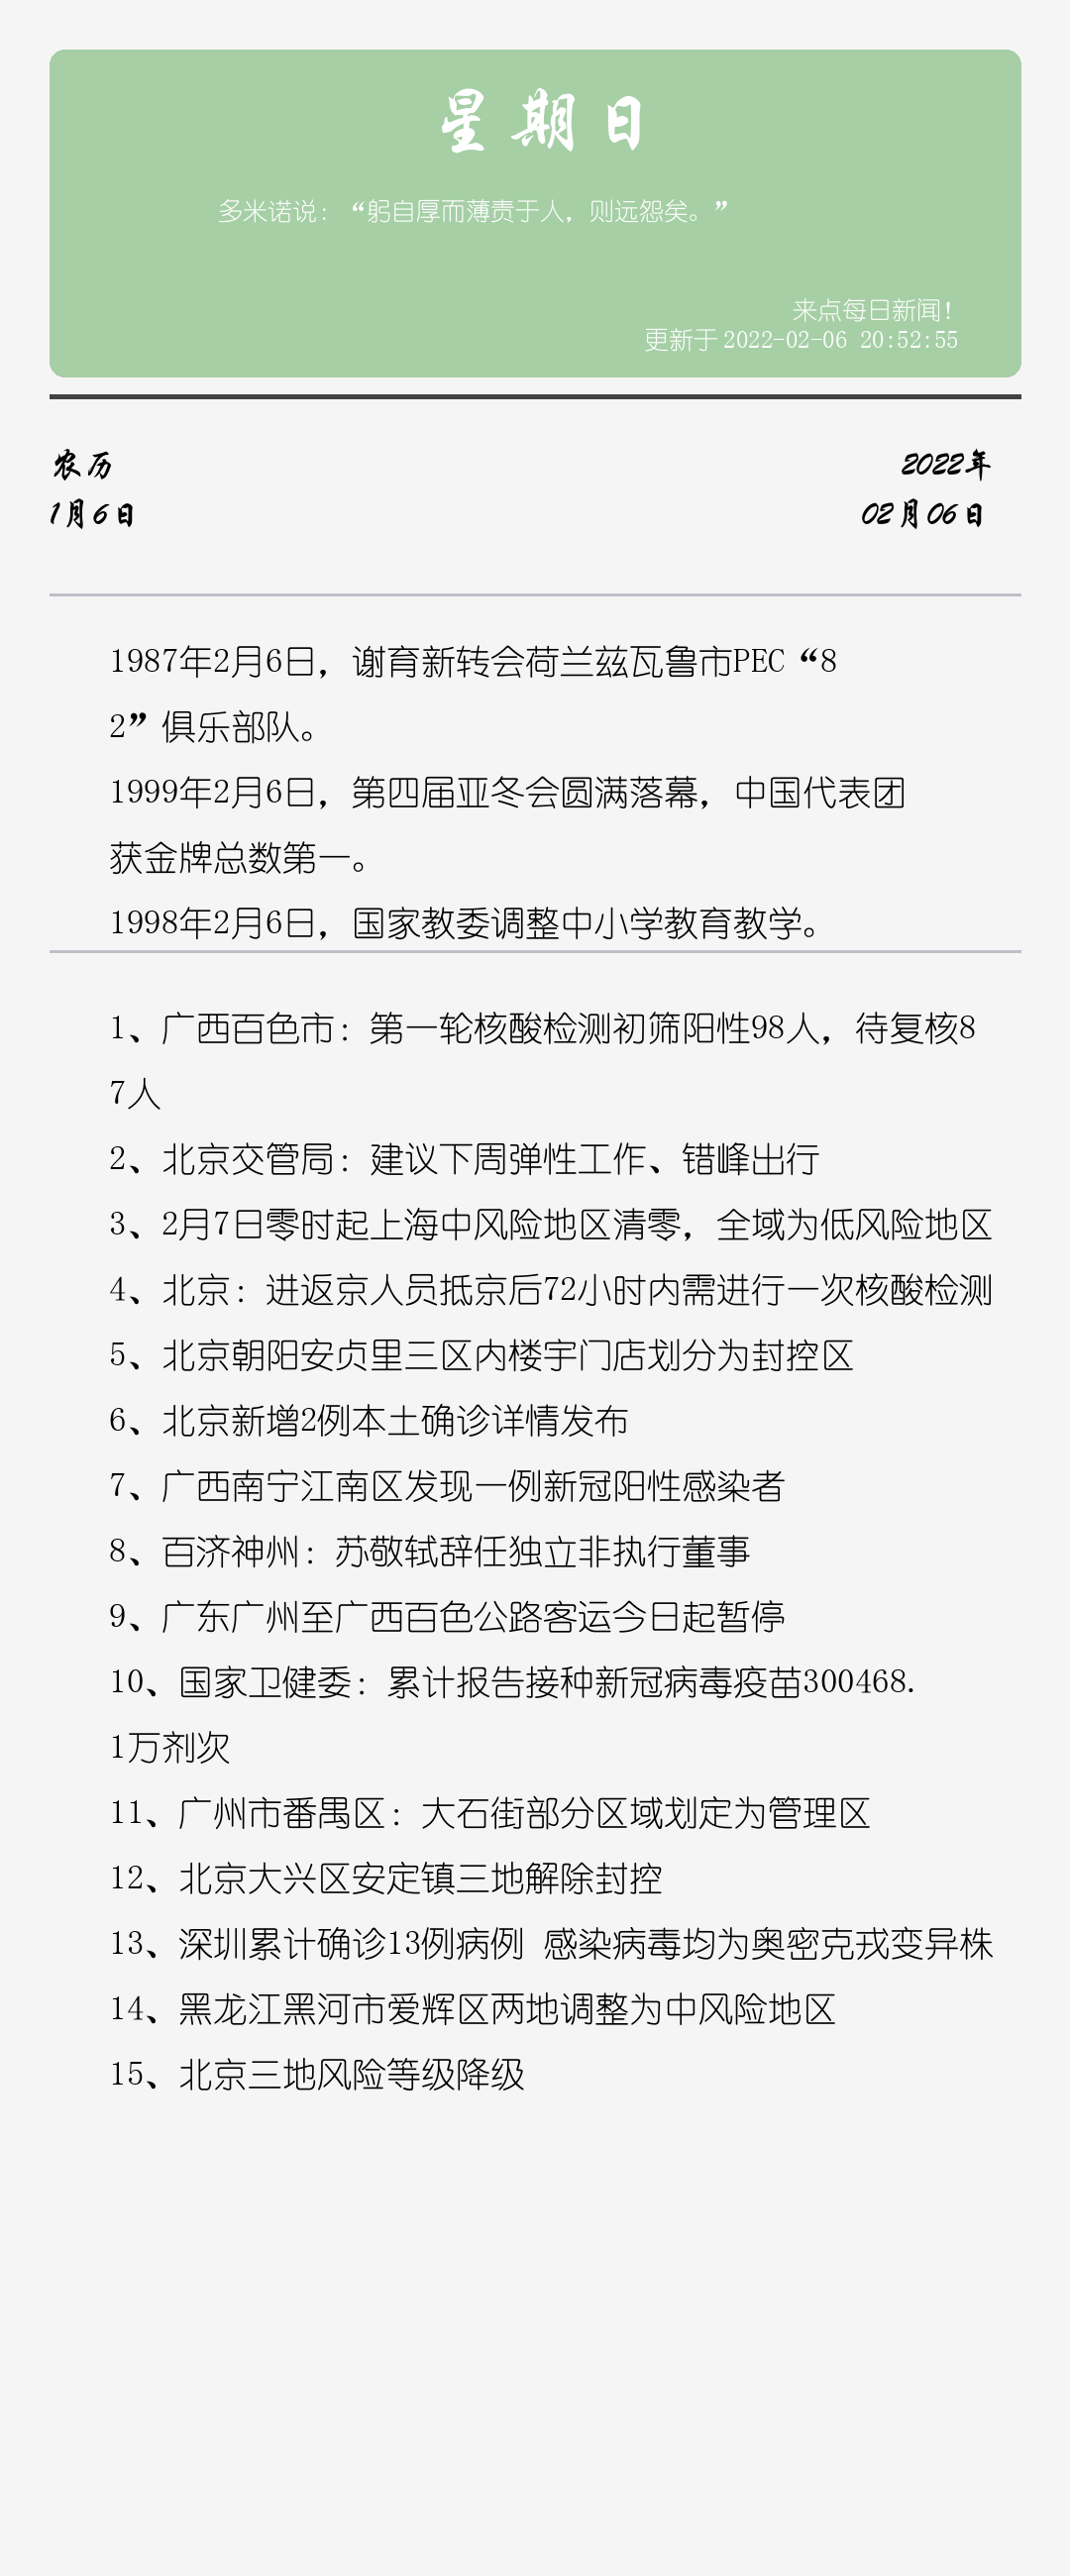 星期日
多米诺说：“躬自厚而薄责于人，则远怨矣。”
来点每日新闻！
更新于2022-02-06 20:52:55
农历
1月6日
2022年
02月06日
1987年2月6日，谢育新转会荷兰兹瓦鲁市PEC“8
2”俱乐部队。
1999年2月6日，第四届亚冬会圆满落幕，中国代表团
获金牌总数第一。
1998年2月6日，国家教委调整中小学教育教学。
1、广西百色市：第一轮核酸检测初筛阳性98人，待复核8
7人
2、北京交管局：建议下周弹性工作、错峰出行
3、2月7日零时起上海中风险地区清零，全域为低风险地区
4、北京：进返京人员抵京后72小时内需进行一次核酸检测
5、北京朝阳安贞里三区内楼宇门店划分为封控区
6、北京新增2例本土确诊详情发布
7、广西南宁江南区发现一例新冠阳性感染者
8、百济神州：苏敬轼辞任独立非执行董事
9、广东广州至广西百色公路客运今日起暂停
10、国家卫健委：累计报告接种新冠病毒疫苗300468.
1万剂次
11、广州市番禺区：大石街部分区域划定为管理区
12、北京大兴区安定镇三地解除封控
13、深圳累计确诊13例病例 感染病毒均为奥密克戎变异株
14、黑龙江黑河市爱辉区两地调整为中风险地区
15、北京三地风险等级降级